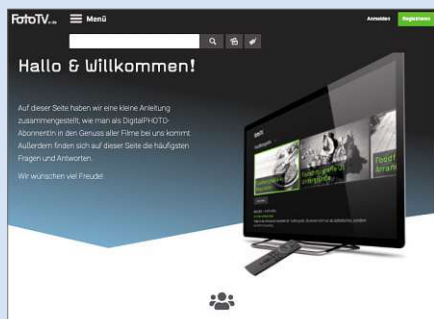 FotoTV.
Menü
Anmelden
Registrieren
Hallo & Willkommen!
Auf dieser Seite haben wir eine kleine Anleitung
zusammengestellt, wie man als DigitalPHOTO-
AbonnentIn in den Genuss aller Filme bei uns kommt.
Außerdem finden sich auf dieser Seite die häufigsten
Fragen und Antworten.
Wir wünschen viel Freude!
FotoTV